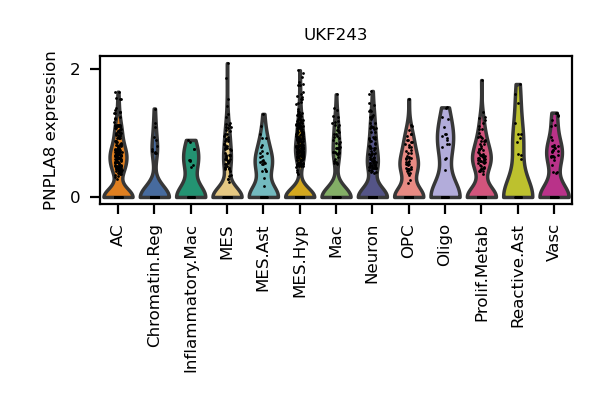 UKF243
PNPLA8 expression
2
0
AC
Chromatin.Reg
Inflammatory.Mac
MES
MES.Ast
MES.Hyp
Mac
Neuron
OPC
Oligo
Prolif.Metab
Reactive.Ast
Vasc